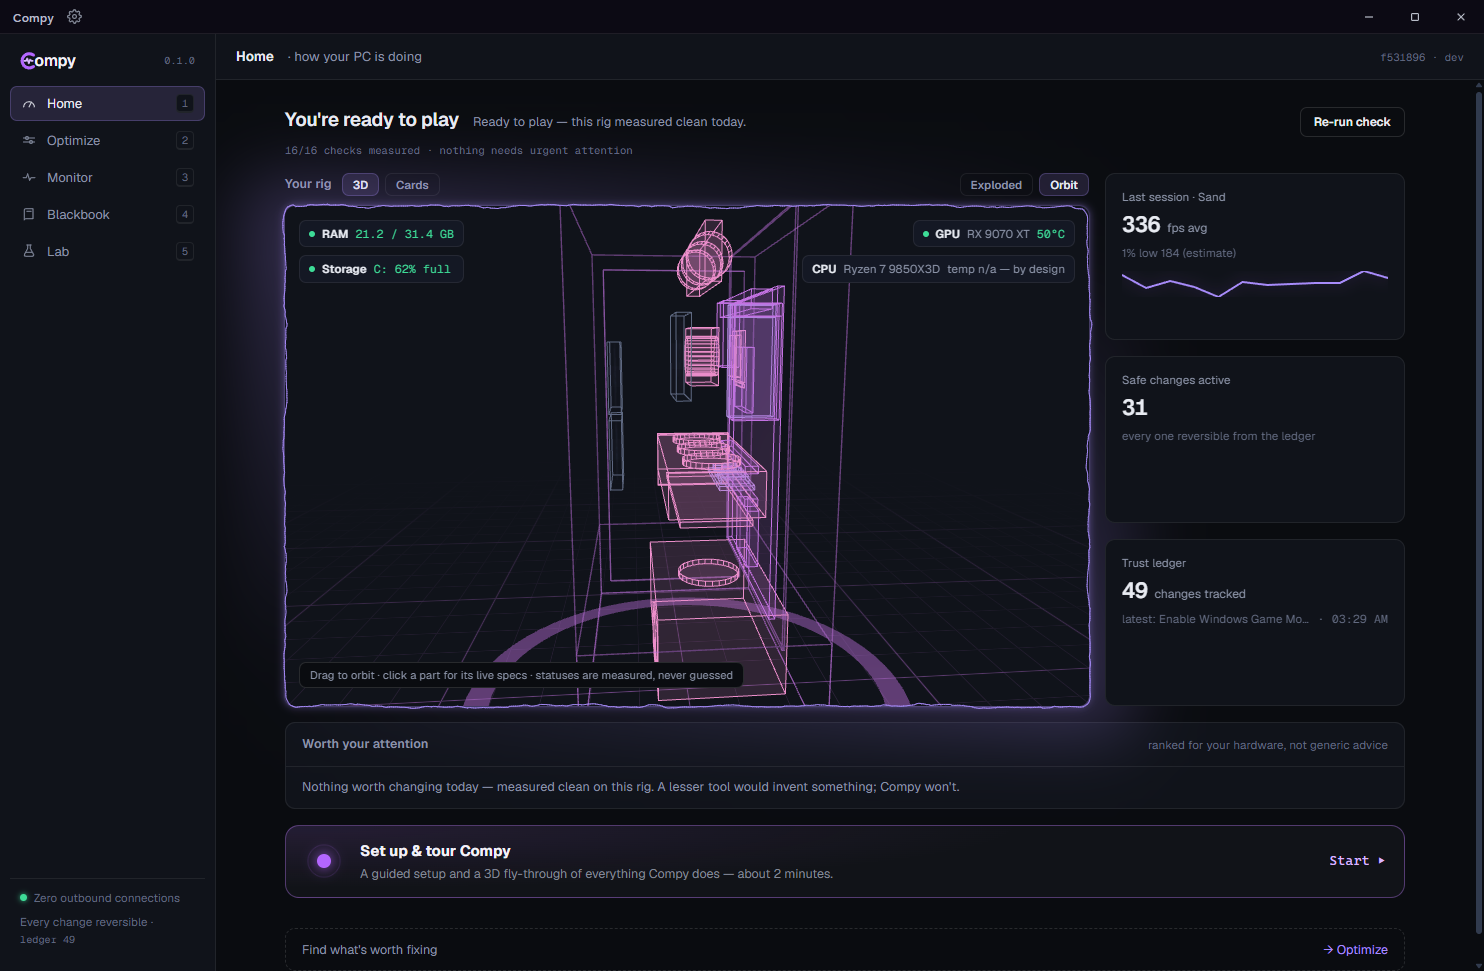 Compy
Compy 0.1.0
Home 1
Optimize 2
Monitor 3
Blackbook 4
Lab 5
Zero outbound connections
Every change reversible ·
ledger 49
Home · how your PC is doing
f531896 · dev
You're ready to play Ready to play — this rig measured clean today.
Re-run check
16/16 checks measured · nothing needs urgent attention
Your rig 3D Cards
Exploded Orbit
RAM 21.2 / 31.4 GB
Storage C: 62% full
GPU RX 9070 XT 50°C
CPU Ryzen 7 9850X3D temp n/a — by design
Drag to orbit · click a part for its live specs · statuses are measured, never guessed
Last session · Sand
336 fps avg
1% low 184 (estimate)
Safe changes active
31
every one reversible from the ledger
Trust ledger
49 changes tracked
latest: Enable Windows Game Mo... · 03:29 AM
Worth your attention
ranked for your hardware, not generic advice
Nothing worth changing today — measured clean on this rig. A lesser tool would invent something; Compy won't.
Set up & tour Compy
A guided setup and a 3D fly-through of everything Compy does — about 2 minutes.
Start ▸
Find what's worth fixing
→ Optimize